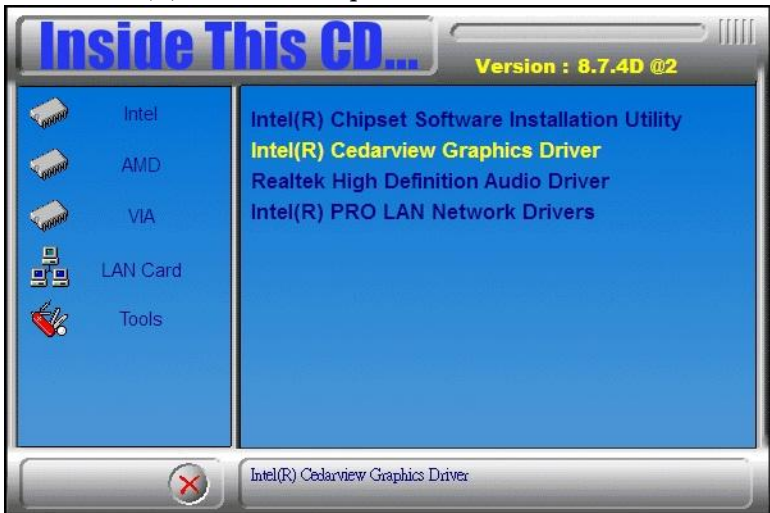 Inside This CD...
Version : 8.7.4D @2
Intel
AMD
VIA
LAN Card
Tools
Intel(R) Chipset Software Installation Utility
Intel(R) Cedarview Graphics Driver
Realtek High Definition Audio Driver
Intel(R) PRO LAN Network Drivers
Intel(R) Cedarview Graphics Driver